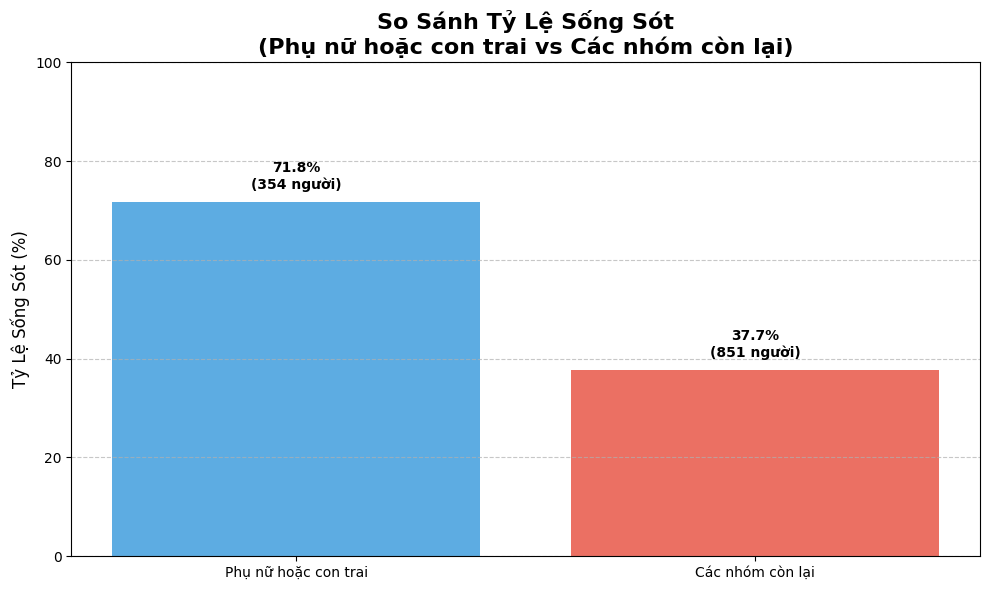 So Sánh Tỷ Lệ Sống Sót
(Phụ nữ hoặc con trai vs Các nhóm còn lại)
Tỷ Lệ Sống Sót (%)
100
80
60
40
20
0
71.8%
(354 người)
37.7%
(851 người)
Phụ nữ hoặc con trai
Các nhóm còn lại